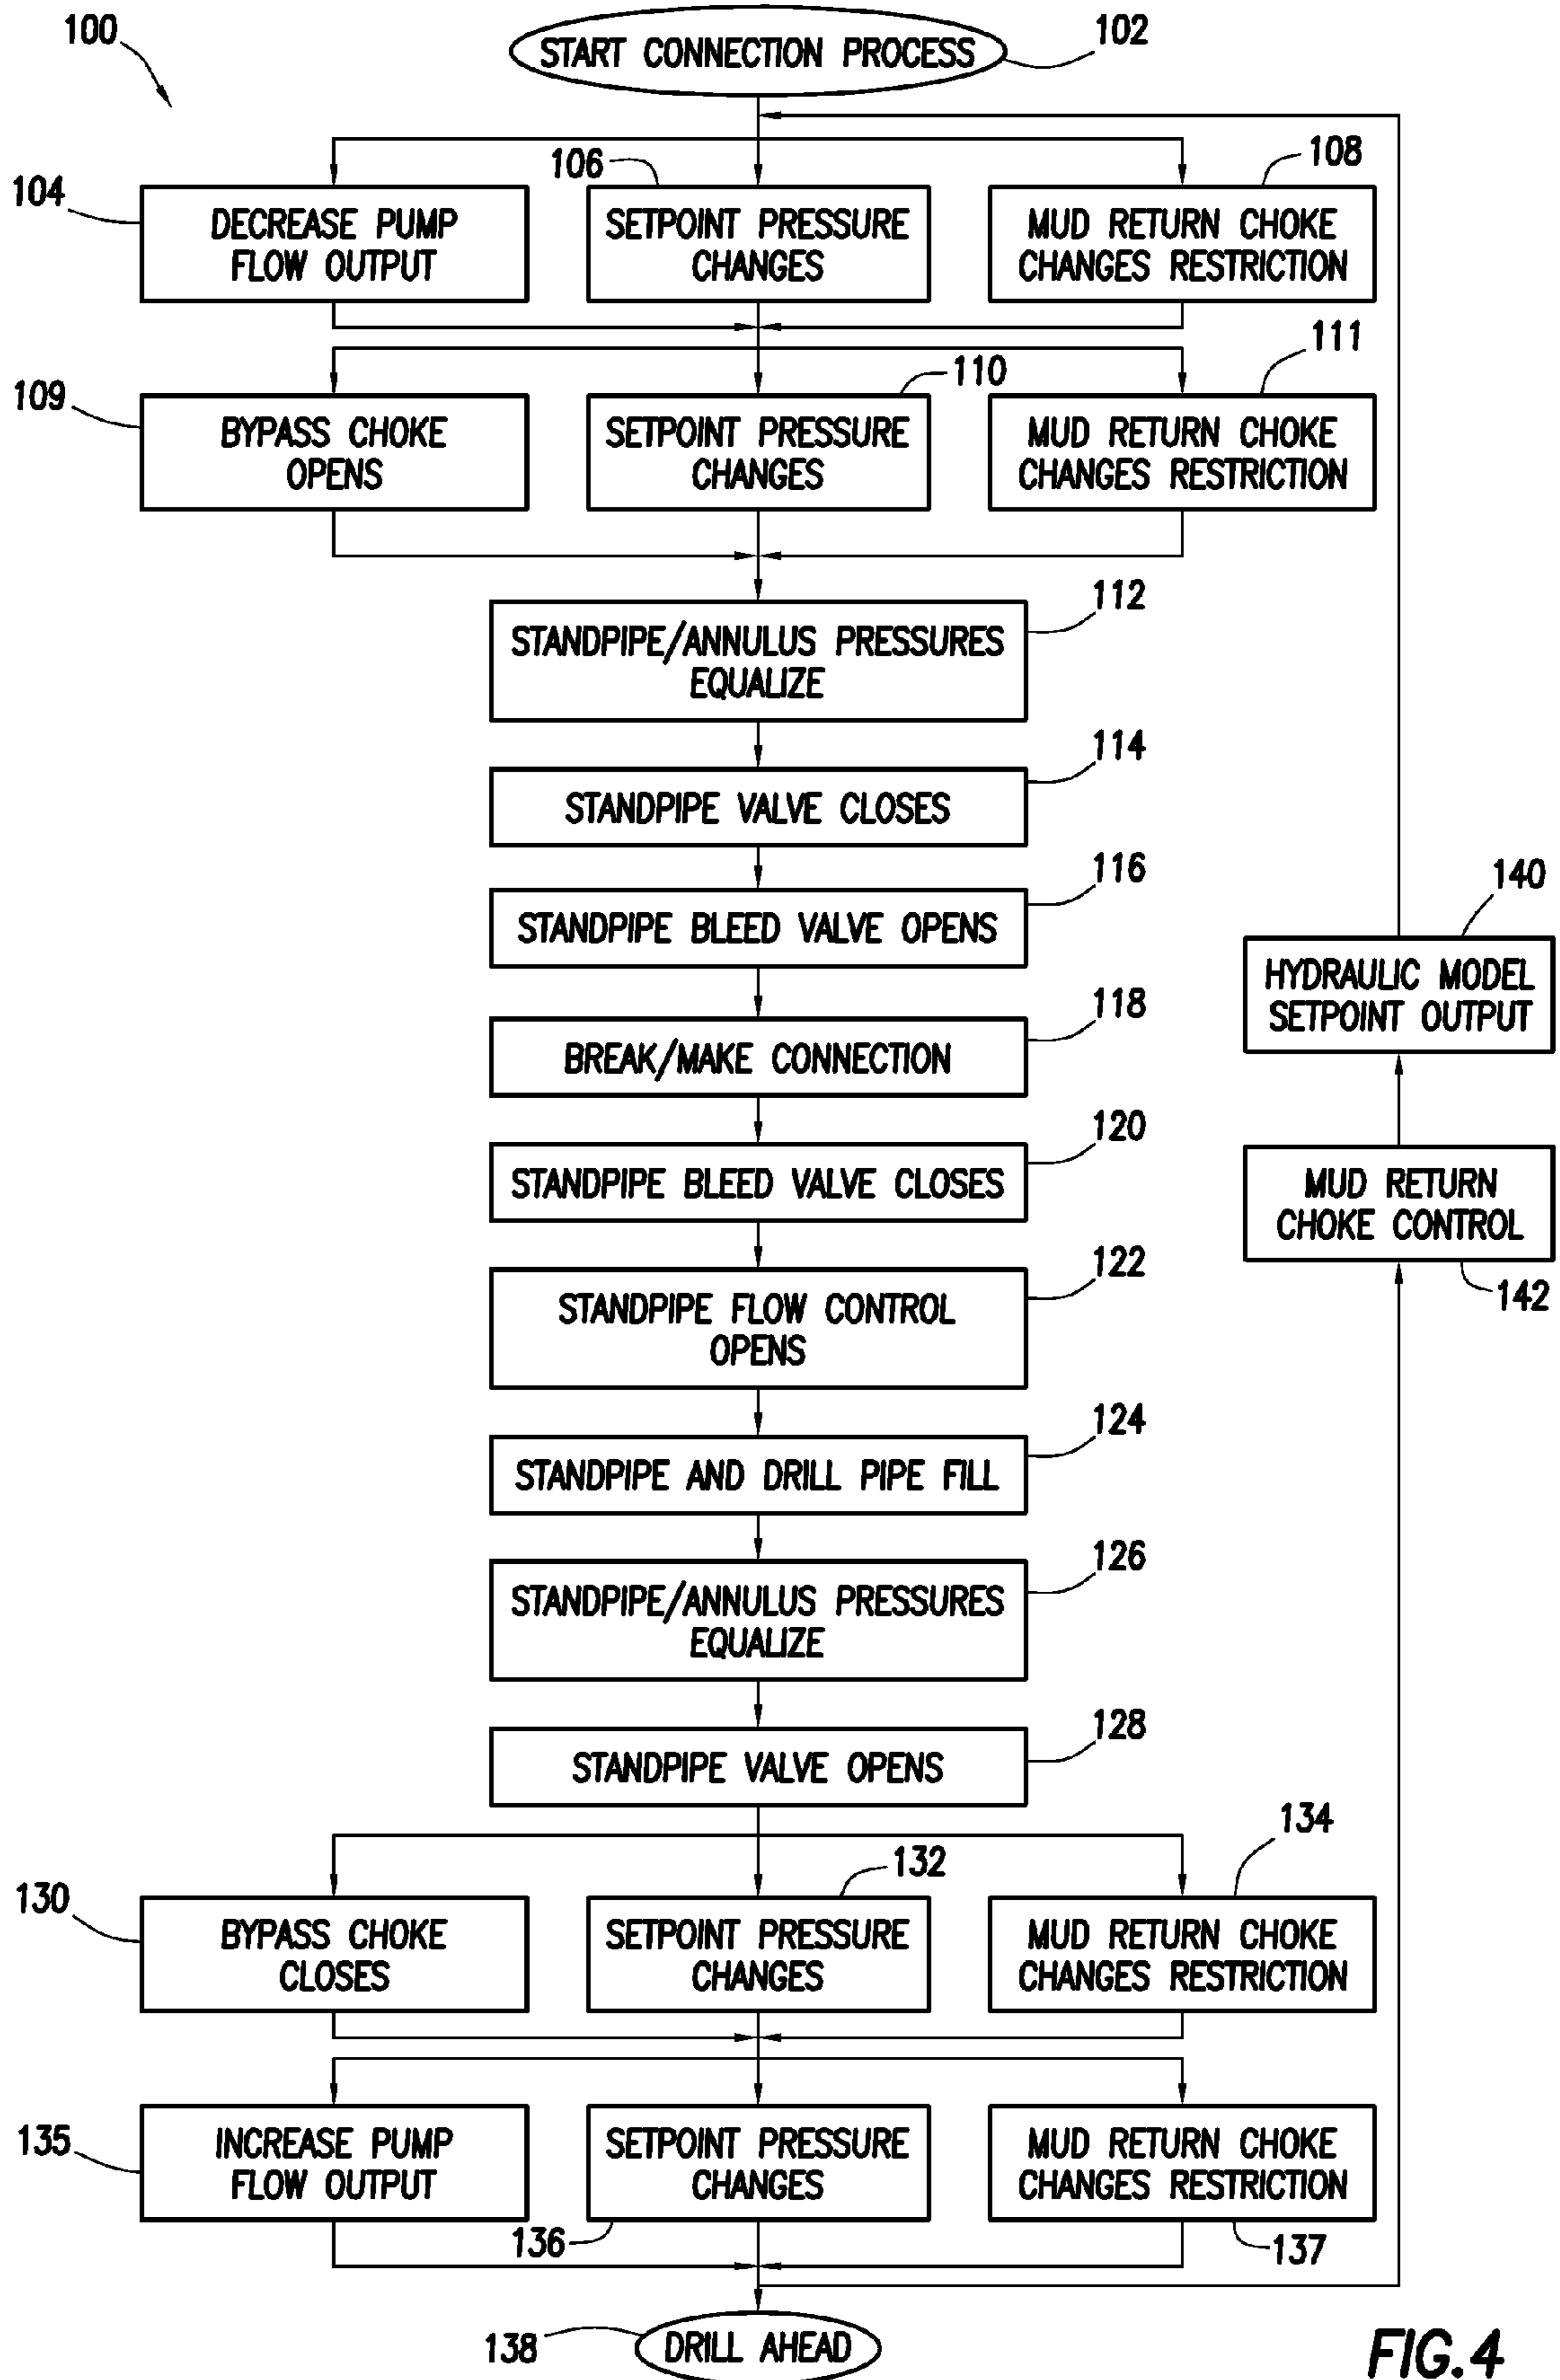 100
START CONNECTION PROCESS
102
104
DECREASE PUMP
FLOW OUTPUT
106
SETPOINT PRESSURE
CHANGES
108
MUD RETURN CHOKE
CHANGES RESTRICTION
109
BYPASS CHOKE
OPENS
110
SETPOINT PRESSURE
CHANGES
111
MUD RETURN CHOKE
CHANGES RESTRICTION
112
STANDPIPE/ANNULUS PRESSURES
EQUALIZE
114
STANDPIPE VALVE CLOSES
116
STANDPIPE BLEED VALVE OPENS
118
BREAK/MAKE CONNECTION
120
STANDPIPE BLEED VALVE CLOSES
122
STANDPIPE FLOW CONTROL
OPENS
124
STANDPIPE AND DRILL PIPE FILL
126
STANDPIPE/ANNULUS PRESSURES
EQUALIZE
128
STANDPIPE VALVE OPENS
130
BYPASS CHOKE
CLOSES
132
SETPOINT PRESSURE
CHANGES
134
MUD RETURN CHOKE
CHANGES RESTRICTION
135
INCREASE PUMP
FLOW OUTPUT
SETPOINT PRESSURE
CHANGES
136
MUD RETURN CHOKE
CHANGES RESTRICTION
137
138
DRILL AHEAD
140
HYDRAULIC MODEL
SETPOINT OUTPUT
MUD RETURN
CHOKE CONTROL
142
FIG.4